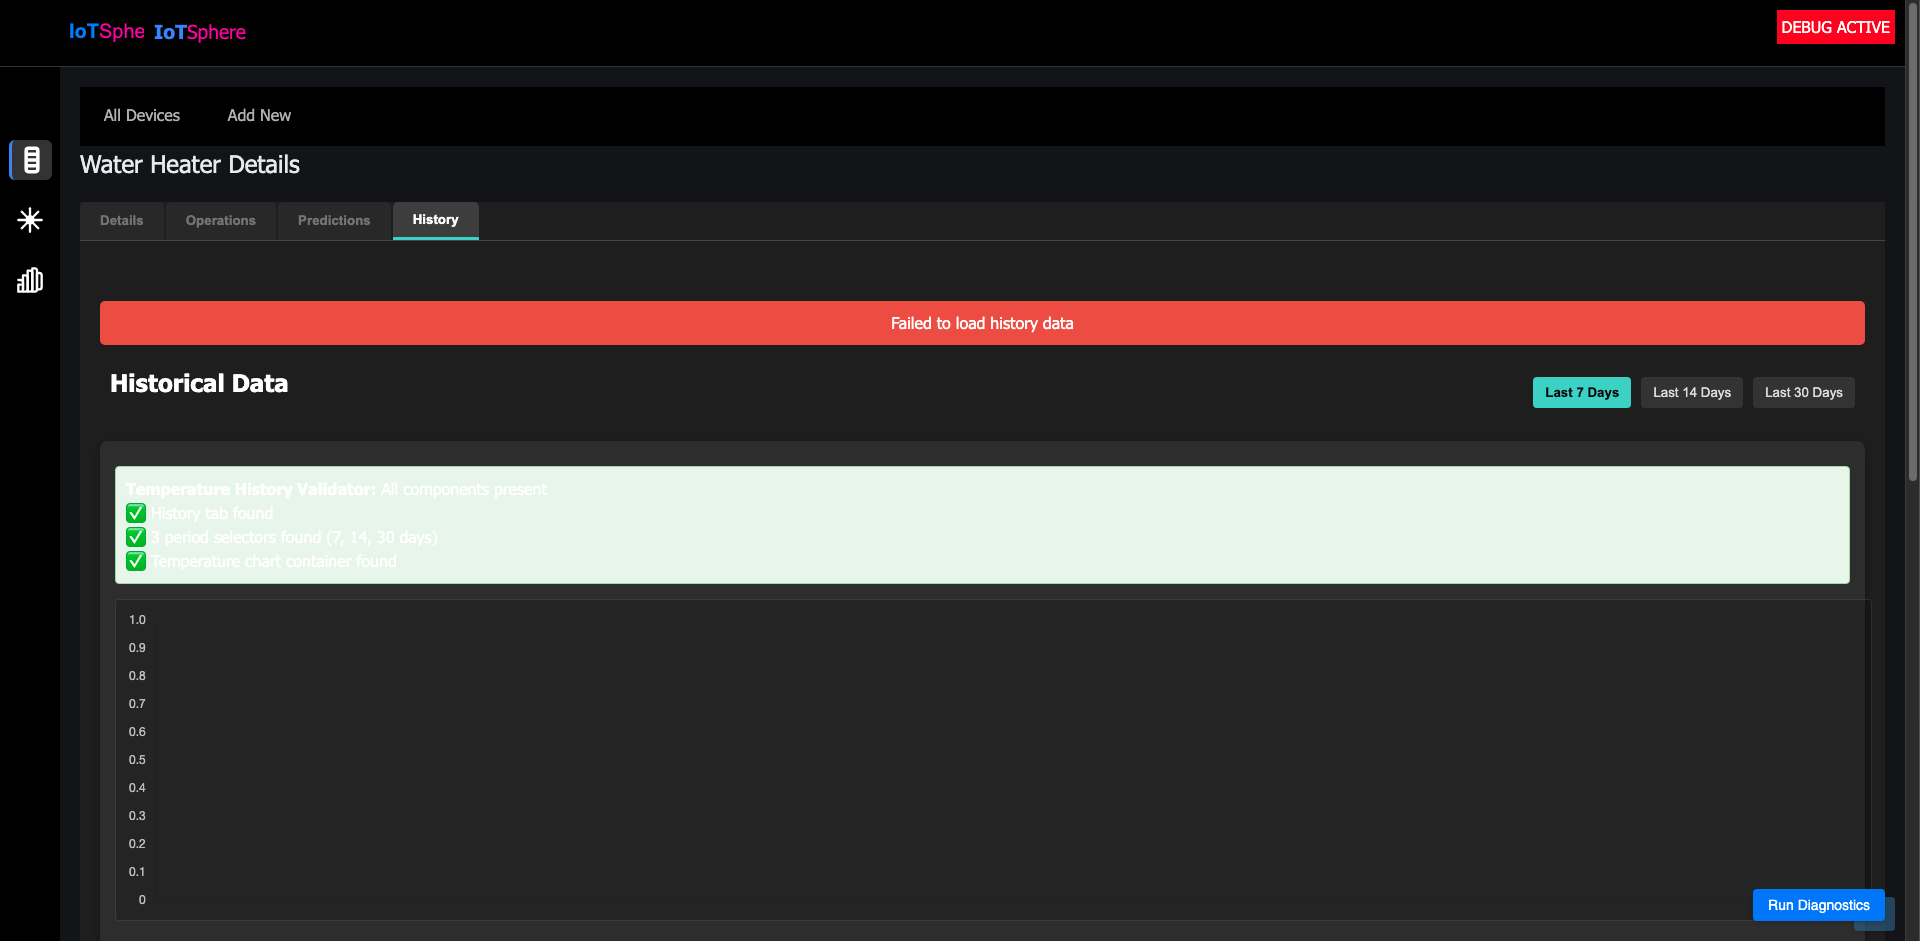 IoTSphe IoTSphere
DEBUG ACTIVE
All Devices Add New
Water Heater Details
Details Operations Predictions History
Failed to load history data
Historical Data
Last 7 Days Last 14 Days Last 30 Days
Temperature History Validator: All components present
✅ History tab found
✅ 3 period selectors found (7, 14, 30 days)
✅ Temperature chart container found
1.0
0.9
0.8
0.7
0.6
0.5
0.4
0.3
0.2
0.1
0
Run Diagnostics